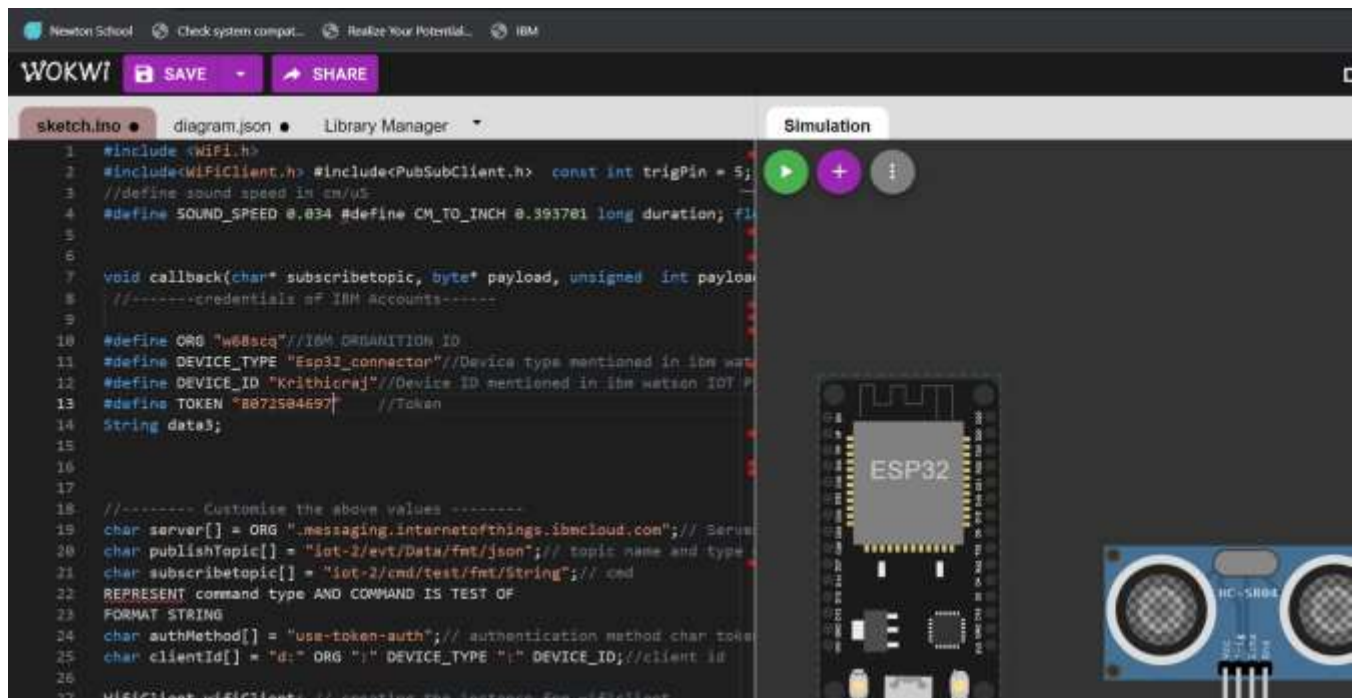 Newton School Check system compat... Realize Your Potential... IBM
WOKWI SAVE SHARE
sketch.ino ● diagram.json ● Library Manager
Simulation
1 #include <WiFi.h>
2 #include<WiFiClient.h> #include<PubSubClient.h> const int trigPin = 5;
3 //define sound speed in cm/uS
4 #define SOUND_SPEED 0.034 #define CM_TO_INCH 0.393701 long duration; fl
5
6
7 void callback(char* subscribetopic, byte* payload, unsigned int payloa
8 //-------credentials of IBM Accounts------
9
10 #define ORG "w68scq"//IBM ORGANITION ID
11 #define DEVICE_TYPE "Esp32_connector"//Device type mentioned in ibm wat
12 #define DEVICE_ID "Krithicraj"//Device ID mentioned in ibm watson IOT P
13 #define TOKEN "8072504697" //Token
14 String data3;
15
16
17
18 //-------- Customise the above values --------
19 char server[] = ORG ".messaging.internetofthings.ibmcloud.com";// Serve
20 char publishTopic[] = "iot-2/evt/Data/fmt/json";// topic name and type
21 char subscribetopic[] = "iot-2/cmd/test/fmt/String";// cmd
22 REPRESENT command type AND COMMAND IS TEST OF
23 FORMAT STRING
24 char authMethod[] = "use-token-auth";// authentication method char toke
25 char clientId[] = "d:" ORG ":" DEVICE_TYPE ":" DEVICE_ID;//client id
26
ESP32
HC-SR04